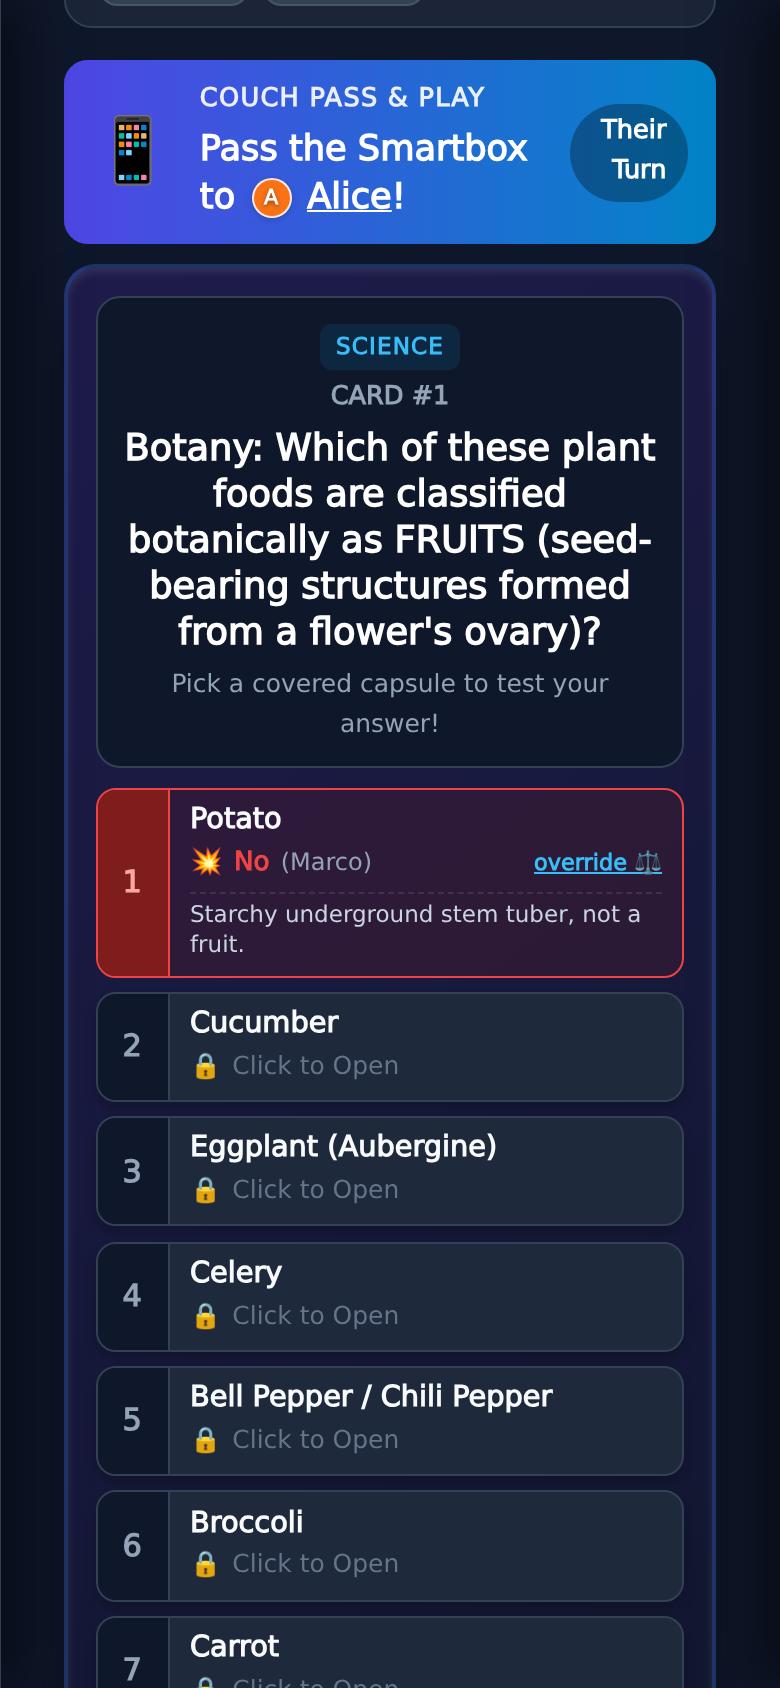 COUCH PASS & PLAY
Pass the Smartbox
to A Alice!
Their
Turn
SCIENCE
CARD #1
Botany: Which of these plant
foods are classified
botanically as FRUITS (seed-
bearing structures formed
from a flower's ovary)?
Pick a covered capsule to test your
answer!
1
Potato
💥 No (Marco)
override ⚖️
Starchy underground stem tuber, not a
fruit.
2
Cucumber
🔒 Click to Open
3
Eggplant (Aubergine)
🔒 Click to Open
4
Celery
🔒 Click to Open
5
Bell Pepper / Chili Pepper
🔒 Click to Open
6
Broccoli
🔒 Click to Open
7
Carrot
🔒 Click to Open